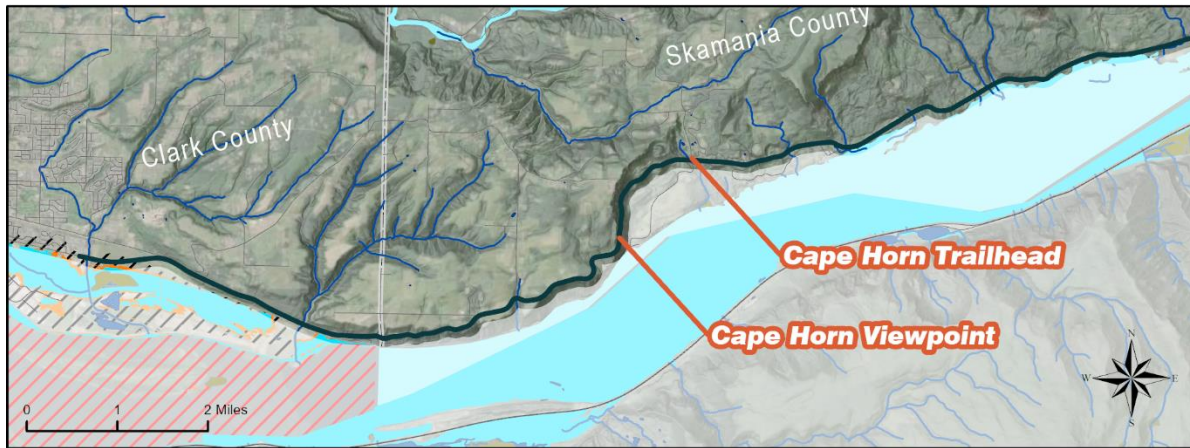 Skamania County
Clark County
Cape Horn Trailhead
Cape Horn Viewpoint
N
W E
S
0 1 2 Miles